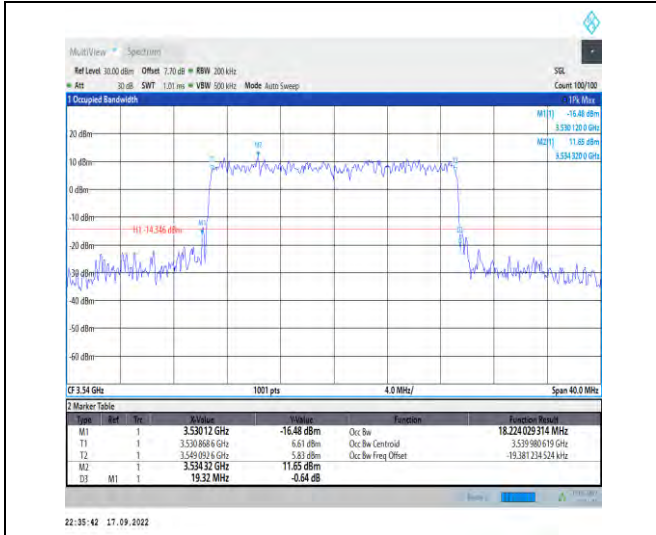 MultiView Spectrum
Ref Level 30.00 dBm Offset 7.70 dB RBW 200 kHz SGL
Att 30 dB SWT 1.01 ms VBW 500 kHz Mode Auto Sweep Count 100/100
1 Occupied Bandwidth 1Pk Max
M1[1] -16.48 dBm
3.530 120 0 GHz
M2[1] 11.65 dBm
3.534 320 0 GHz
20 dBm
M2
10 dBm
0 dBm
-10 dBm
M1
H1 -14.346 dBm
-20 dBm
-30 dBm
-40 dBm
-50 dBm
-60 dBm
CF 3.54 GHz 1001 pts 4.0 MHz/ Span 40.0 MHz
2 Marker Table
Type Ref Trc X-Value Y-Value Function Function Result
M1 1 3.53012 GHz -16.48 dBm Occ Bw 18.224 029 314 MHz
T1 1 3.530 868 6 GHz 6.61 dBm Occ Bw Centroid 3.539 980 619 GHz
T2 1 3.549 092 6 GHz 5.83 dBm Occ Bw Freq Offset -19.381 234 524 kHz
M2 1 3.534 32 GHz 11.65 dBm
D3 M1 1 19.32 MHz -0.64 dB
22:35:42 17.09.2022